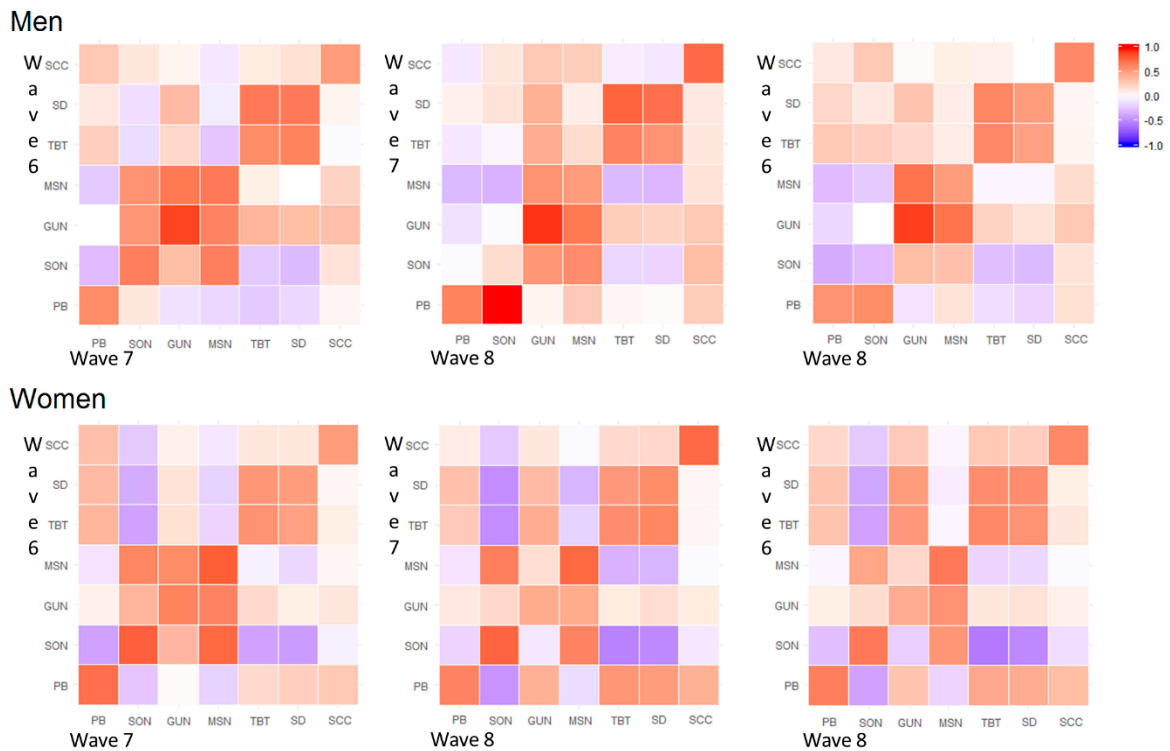 Men
Wave 6
SCC
SD
TBT
MSN
GUN
SON
PB
PB SON GUN MSN TBT SD SCC
Wave 7
Wave 7
SCC
SD
TBT
MSN
GUN
SON
PB
PB SON GUN MSN TBT SD SCC
Wave 8
Wave 6
SCC
SD
TBT
MSN
GUN
SON
PB
PB SON GUN MSN TBT SD SCC
Wave 8
1.0
0.5
0.0
-0.5
-1.0
Women
Wave 6
SCC
SD
TBT
MSN
GUN
SON
PB
PB SON GUN MSN TBT SD SCC
Wave 7
Wave 7
SCC
SD
TBT
MSN
GUN
SON
PB
PB SON GUN MSN TBT SD SCC
Wave 8
Wave 6
SCC
SD
TBT
MSN
GUN
SON
PB
PB SON GUN MSN TBT SD SCC
Wave 8